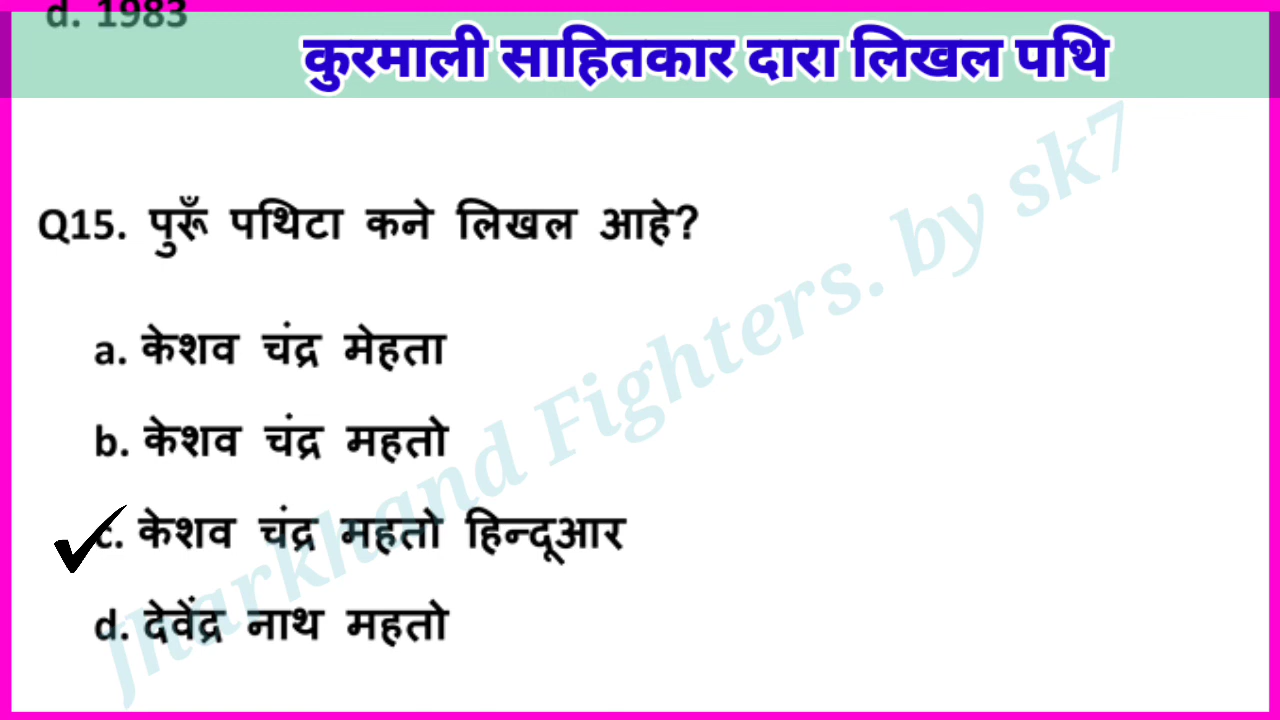 d. 1983
कुरमाली साहितकार दारा लिखल पथि
Q15. पुरूँ पथिटा कने लिखल आहे?
a. केशव चंद्र मेहता
b. केशव चंद्र महतो
c. केशव चंद्र महतो हिन्दूआर
d. देवेंद्र नाथ महतो
Jharkhand Fighters. by sk7